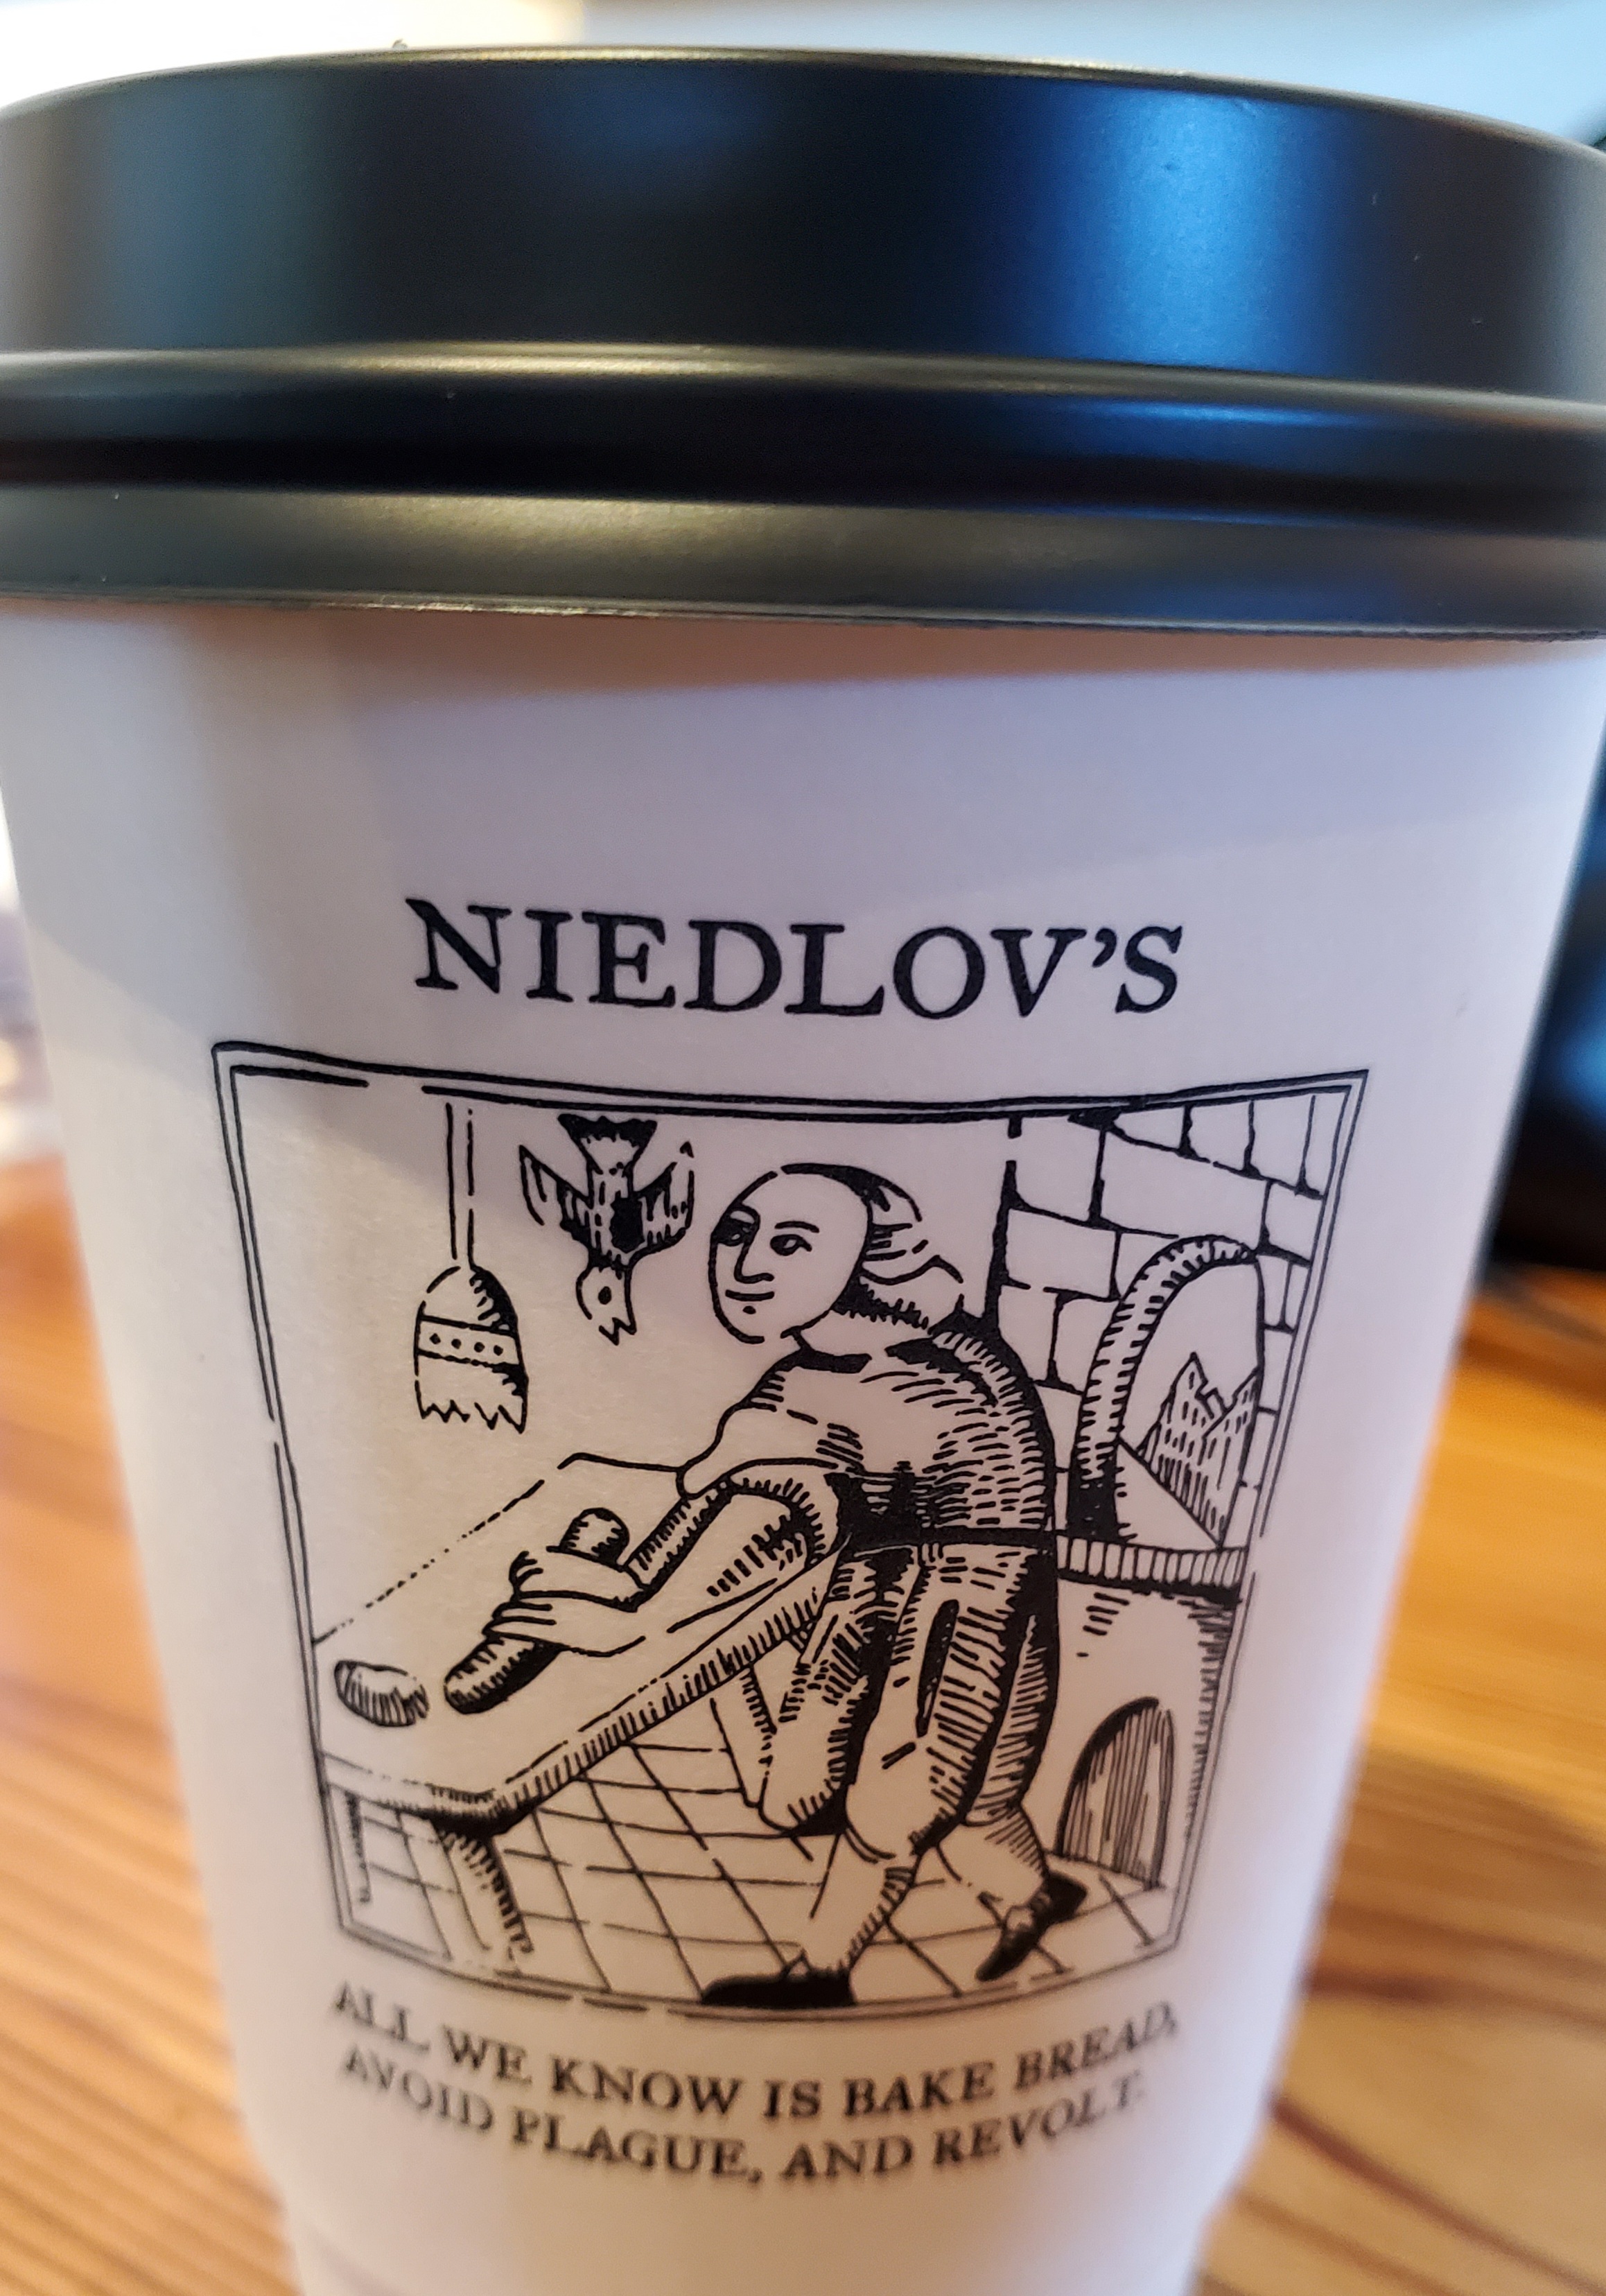 NIEDLOV'S
ALL WE KNOW IS BAKE BREAD,
AVOID PLAGUE, AND REVOLT.